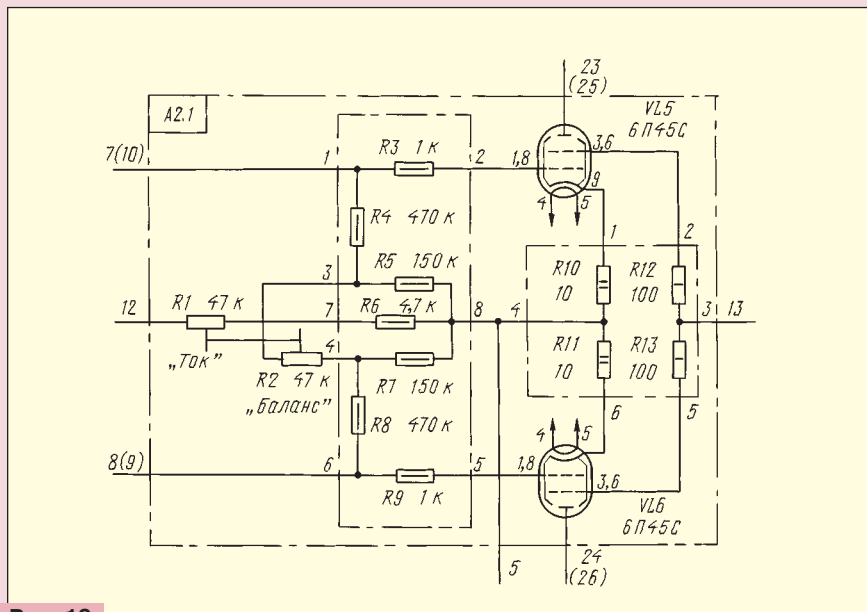 23
(25)
А2.1
VL5
6П45С
7(10)
1
R3 1 к
2
1,8
3,6
9
4
5
R4 470 к
1
2
R5
150 к
3
R10
10
R12
100
12
R1 47 к
7
R6 4,7 к
8
4
3
13
„Ток”
4
R2 47 к
„Баланс”
R7
150 к
R11
10
R13
100
R8 470 к
4
5
6
5
8(9)
6
R9 1 к
5
1,8
3,6
VL6
6П45С
5
24
(26)